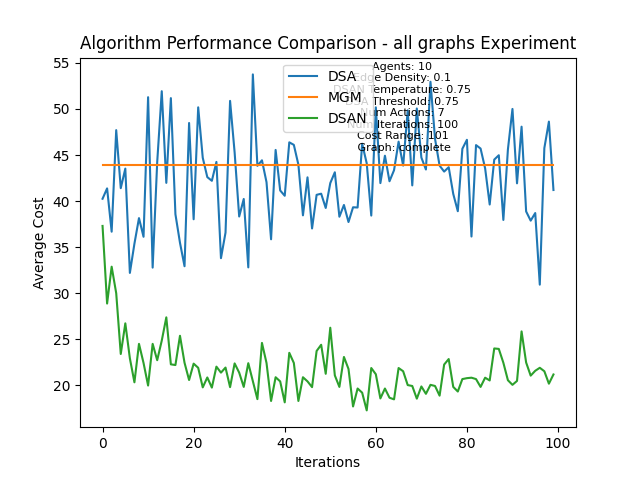 Algorithm Performance Comparison - all graphs Experiment
DSA
MGM
DSAN
Agents: 10
Edge Density: 0.1
DSAN Temperature: 0.75
Threshold: 0.75
Num Actions: 7
Num Iterations: 100
Cost Range: 101
Graph: complete
55
50
45
40
35
30
25
20
Average Cost
0
20
40
60
80
100
Iterations